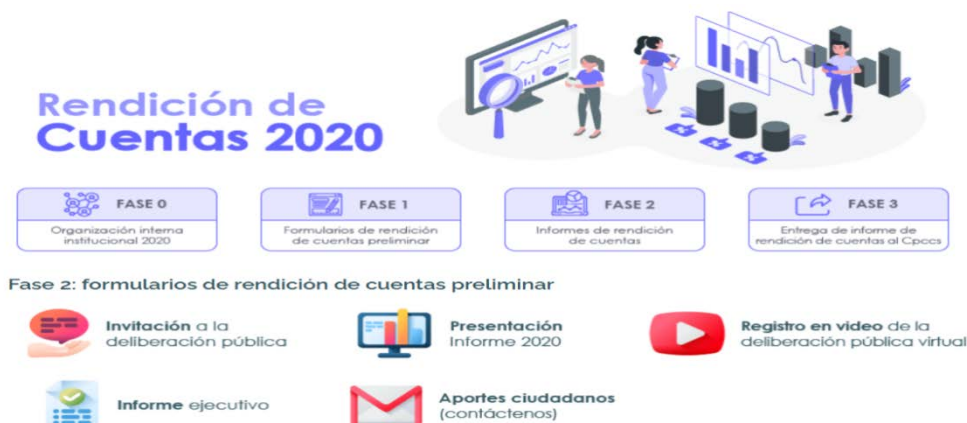 Rendición de
Cuentas 2020
FASE 0
Organización interna
institucional 2020
FASE 1
Formularios de rendición
de cuentas preliminar
FASE 2
Informes de rendición
de cuentas
FASE 3
Entrega de informe de
rendición de cuentas al Cpccs
Fase 2: formularios de rendición de cuentas preliminar
Invitación a la
deliberación pública
Presentación
Informe 2020
Registro en video de la
deliberación pública virtual
Informe ejecutivo
Aportes ciudadanos
(contáctenos)